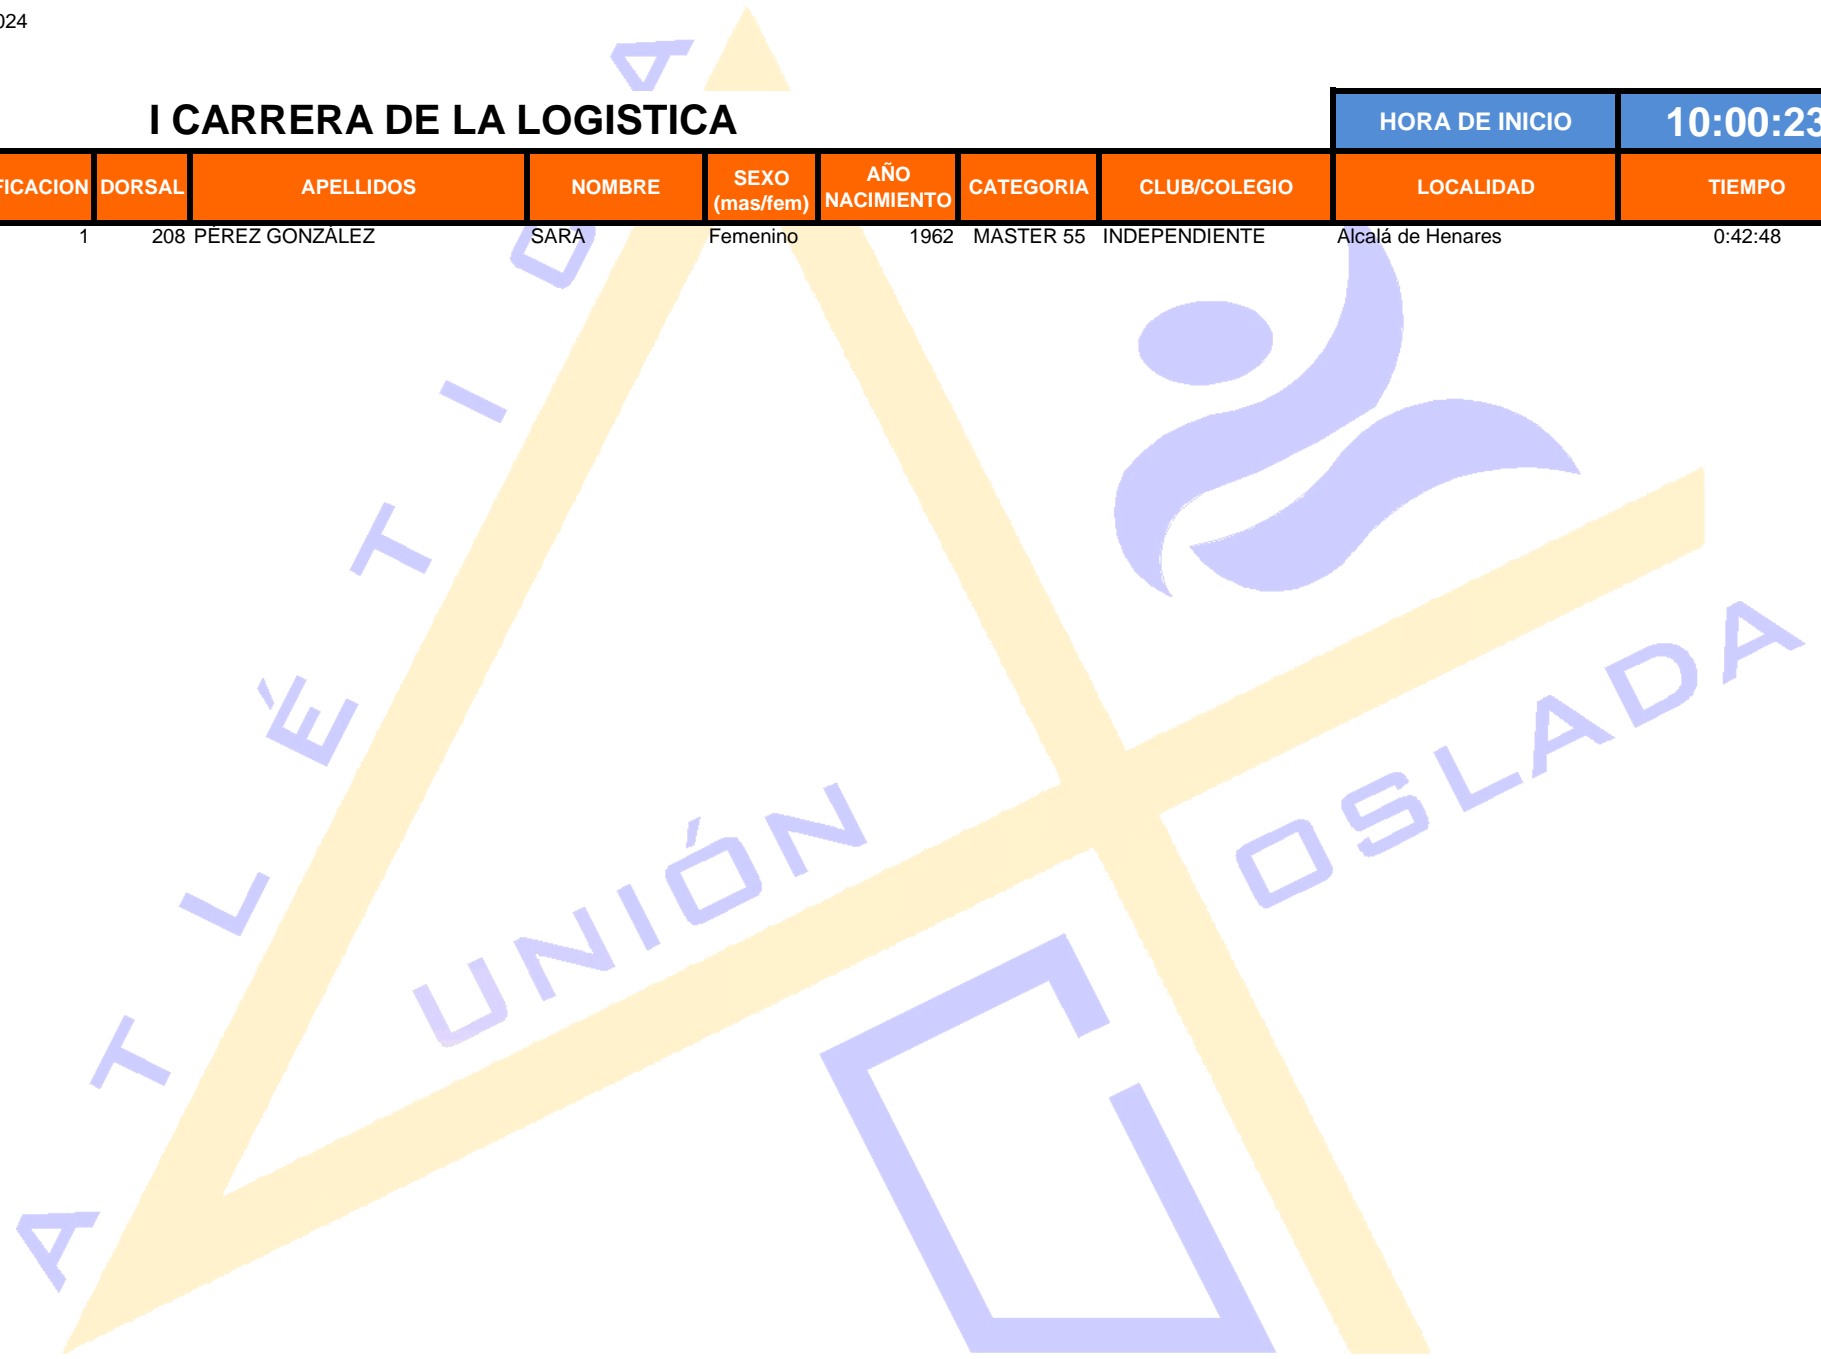 024
I CARRERA DE LA LOGISTICA
HORA DE INICIO 10:00:23
FICACION DORSAL APELLIDOS NOMBRE SEXO (mas/fem) AÑO NACIMIENTO CATEGORIA CLUB/COLEGIO LOCALIDAD TIEMPO
1 208 PÉREZ GONZÁLEZ SARA Femenino 1962 MASTER 55 INDEPENDIENTE Alcalá de Henares 0:42:48
ATLÉTICA
UNIÓN
OSLADA